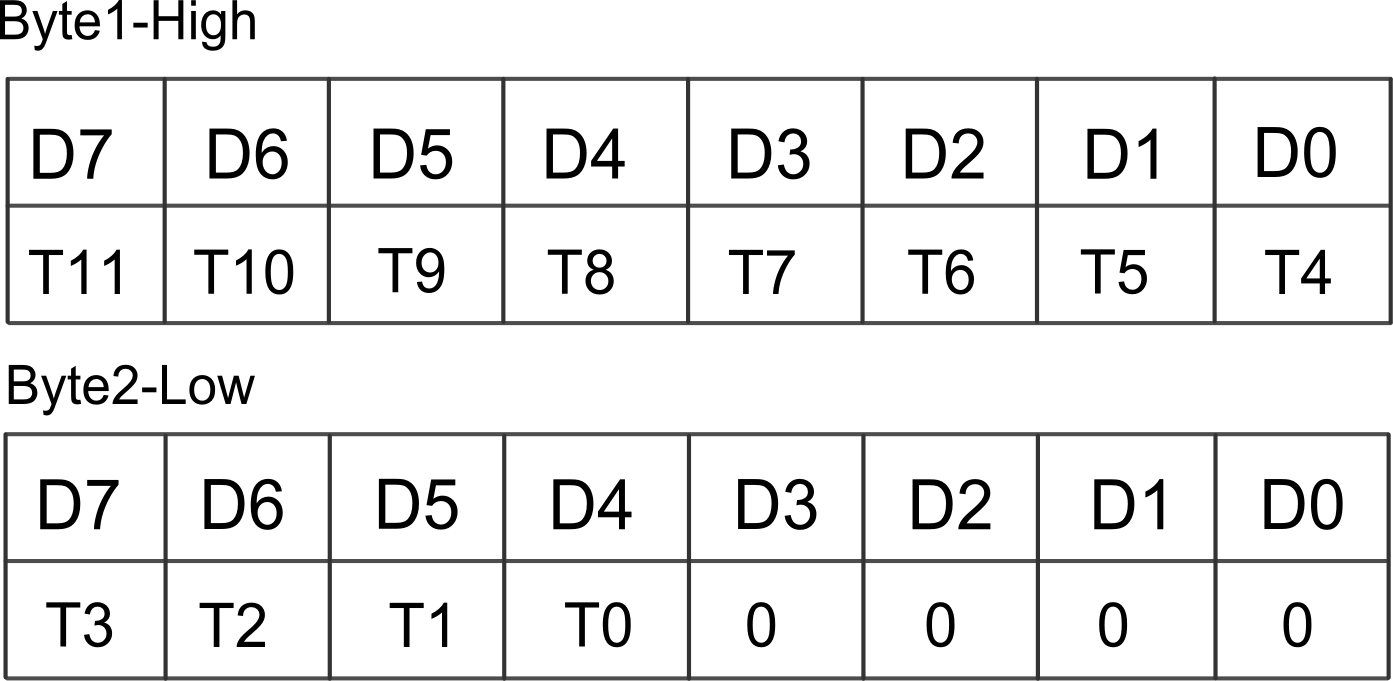 Byte1-High
D7 D6 D5 D4 D3 D2 D1 D0
T11 T10 T9 T8 T7 T6 T5 T4
Byte2-Low
D7 D6 D5 D4 D3 D2 D1 D0
T3 T2 T1 T0 0 0 0 0